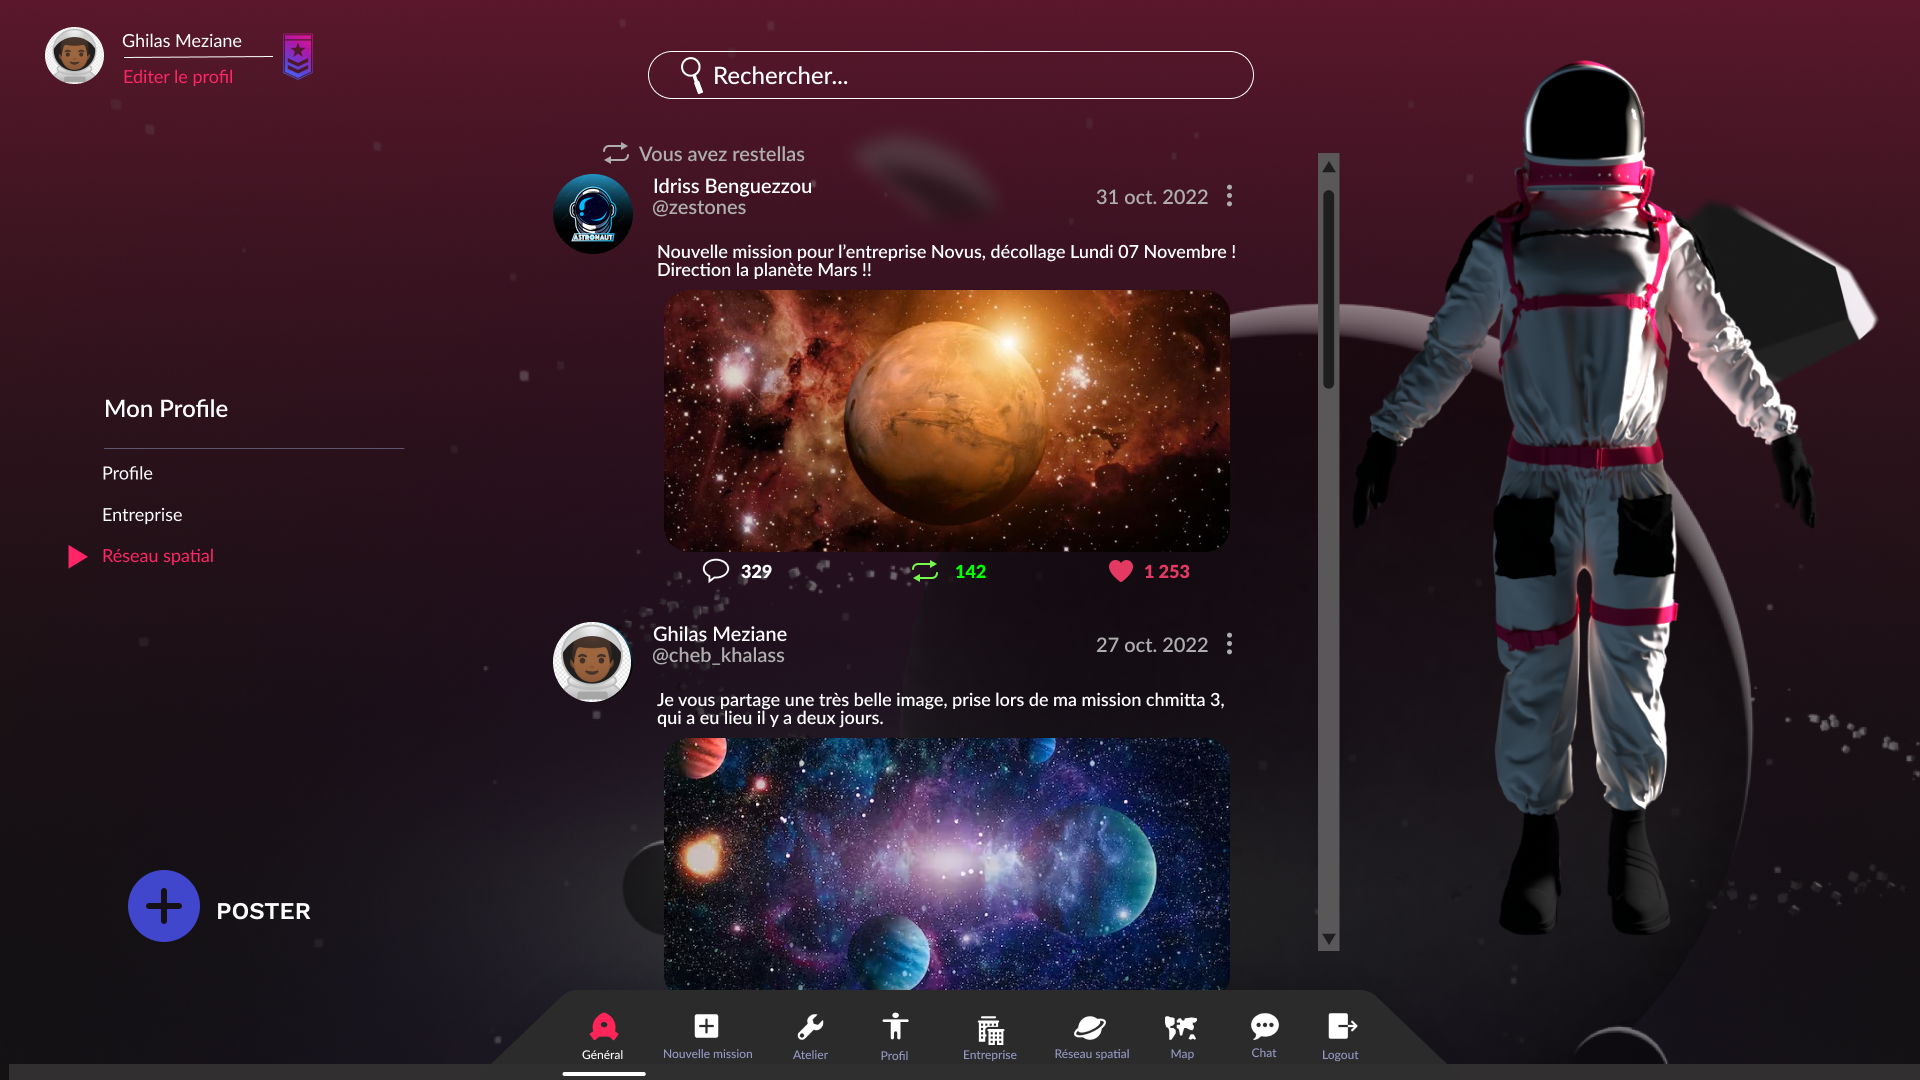 Ghilas Meziane
Editer le profil
Rechercher...
Vous avez restellas
Idriss Benguezzou
@zestones
31 oct. 2022
ASTRONAUT
Nouvelle mission pour l'entreprise Novus, décollage Lundi 07 Novembre !
Direction la planète Mars !!
329
142
1 253
Mon Profile
Profile
Entreprise
Réseau spatial
Ghilas Meziane
@cheb_khalass
27 oct. 2022
Je vous partage une très belle image, prise lors de ma mission chmitta 3,
qui a eu lieu il y a deux jours.
POSTER
Général
Nouvelle mission
Atelier
Profil
Entreprise
Réseau spatial
Map
Chat
Logout